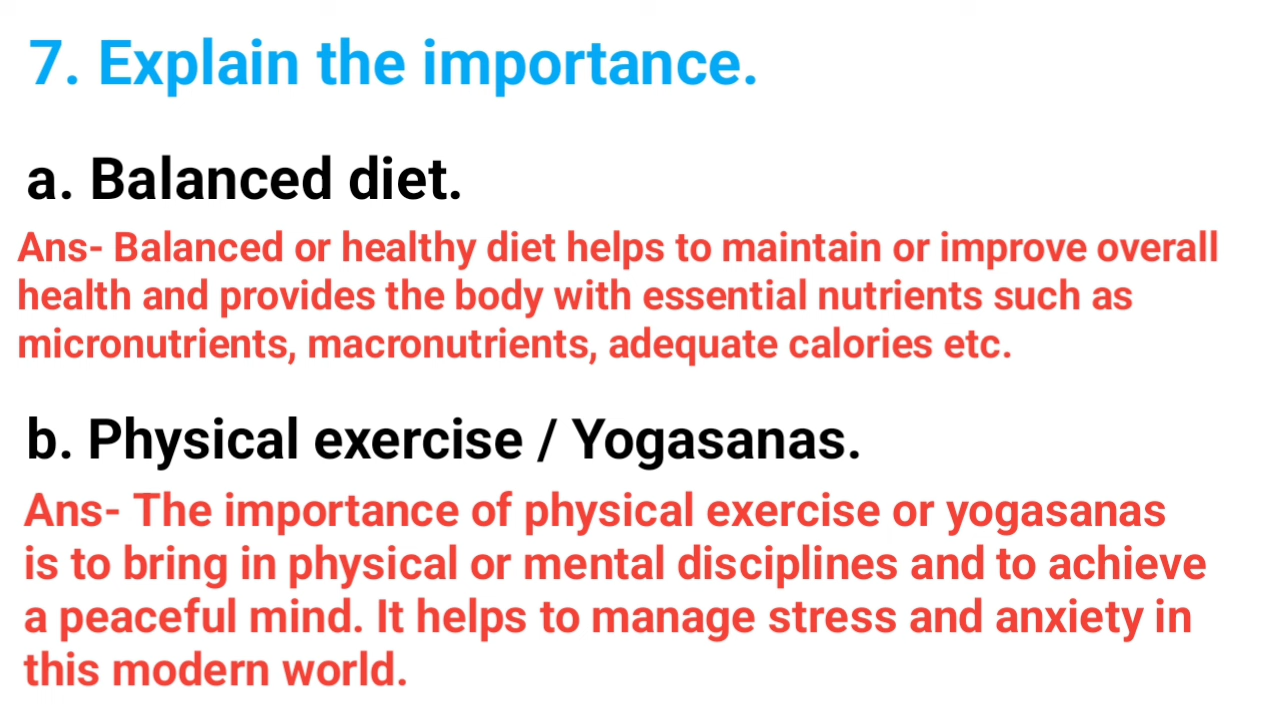 7. Explain the importance.
a. Balanced diet.
Ans- Balanced or healthy diet helps to maintain or improve overall
health and provides the body with essential nutrients such as
micronutrients, macronutrients, adequate calories etc.
b. Physical exercise / Yogasanas.
Ans- The importance of physical exercise or yogasanas
is to bring in physical or mental disciplines and to achieve
a peaceful mind. It helps to manage stress and anxiety in
this modern world.